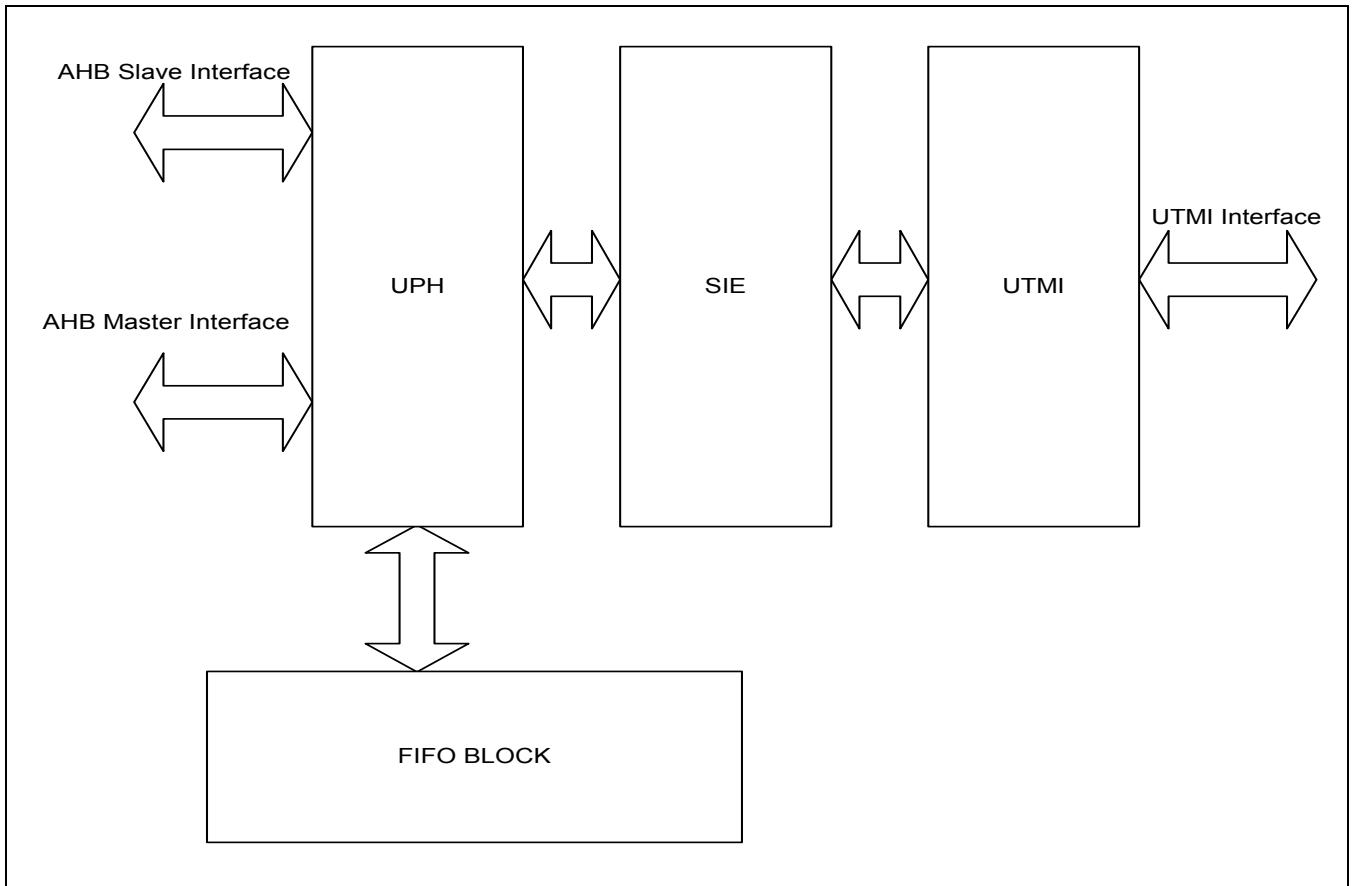 AHB Slave Interface
UTMI Interface
UPH
SIE
UTMI
AHB Master Interface
FIFO BLOCK